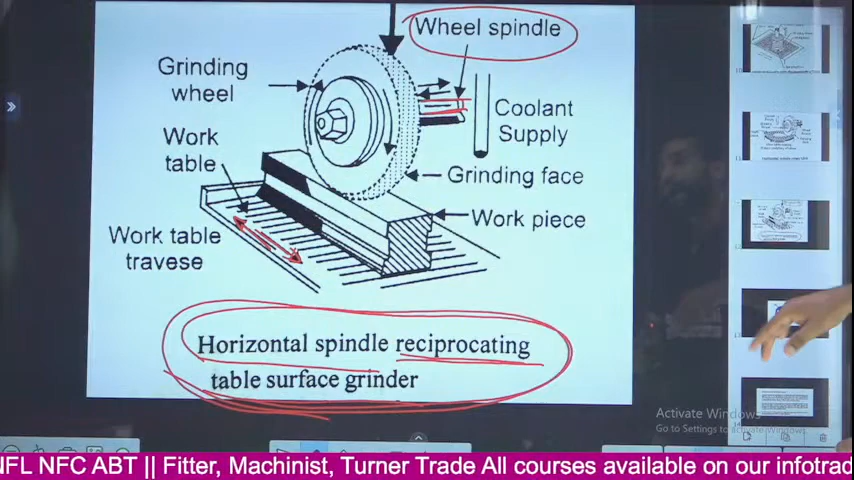 Wheel spindle
Grinding
wheel
Coolant
Supply
Work
table
Grinding face
Work piece
Work table
travese
Horizontal spindle reciprocating
table surface grinder
Activate Windows
Go to Settings to activate Windows.
NFL NFC ABT || Fitter, Machinist, Turner Trade All courses available on our infotrad